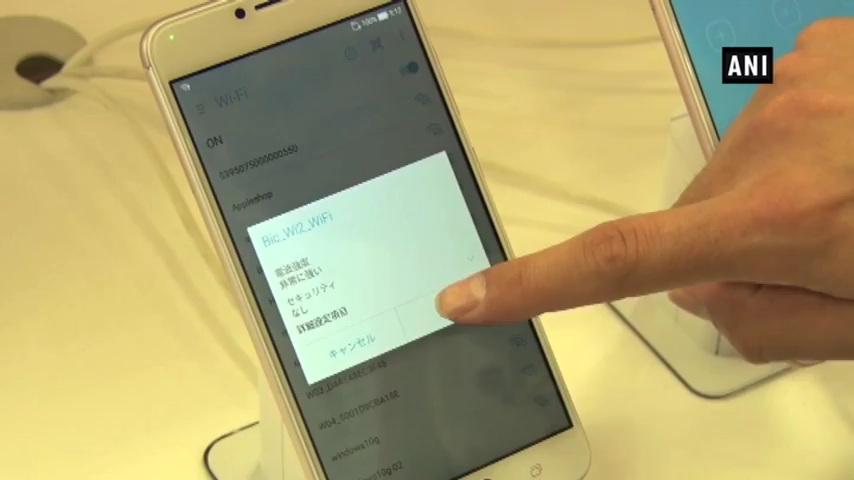 ANI
100%
Wi-Fi
ON
Appleshop
Bic_Wi2_WiFi
電波強度
非常に強い
セキュリティ
なし
詳細設定項目
キャンセル
windows10g